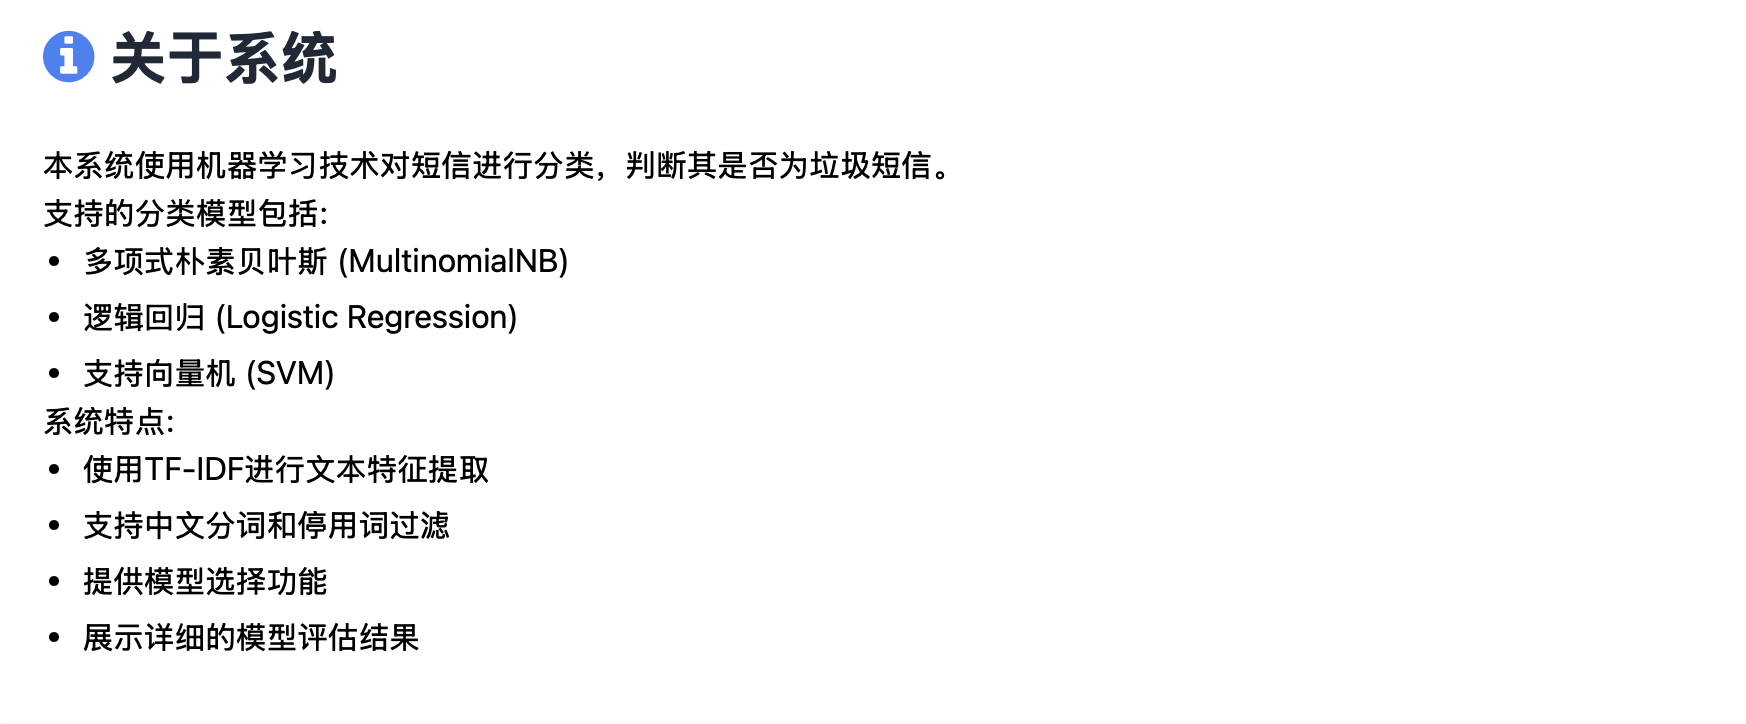 关于系统
本系统使用机器学习技术对短信进行分类，判断其是否为垃圾短信。
支持的分类模型包括:
• 多项式朴素贝叶斯 (MultinomialNB)
• 逻辑回归 (Logistic Regression)
• 支持向量机 (SVM)
系统特点:
• 使用TF-IDF进行文本特征提取
• 支持中文分词和停用词过滤
• 提供模型选择功能
• 展示详细的模型评估结果